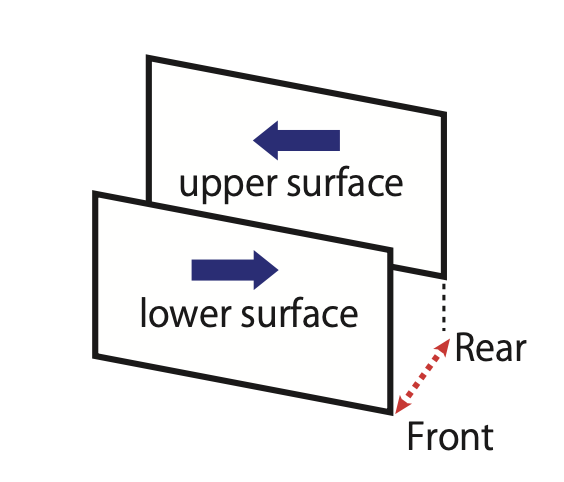 upper surface
lower surface
Rear
Front